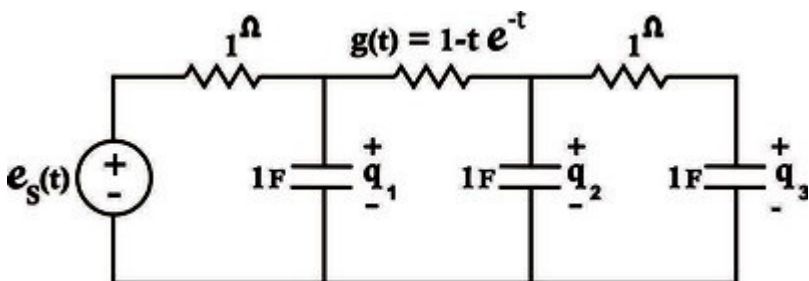 1Ω g(t) = 1-t e^-t 1Ω
+ + +
e_s(t) + - 1F q_1 1F q_2 1F q_3
- - -